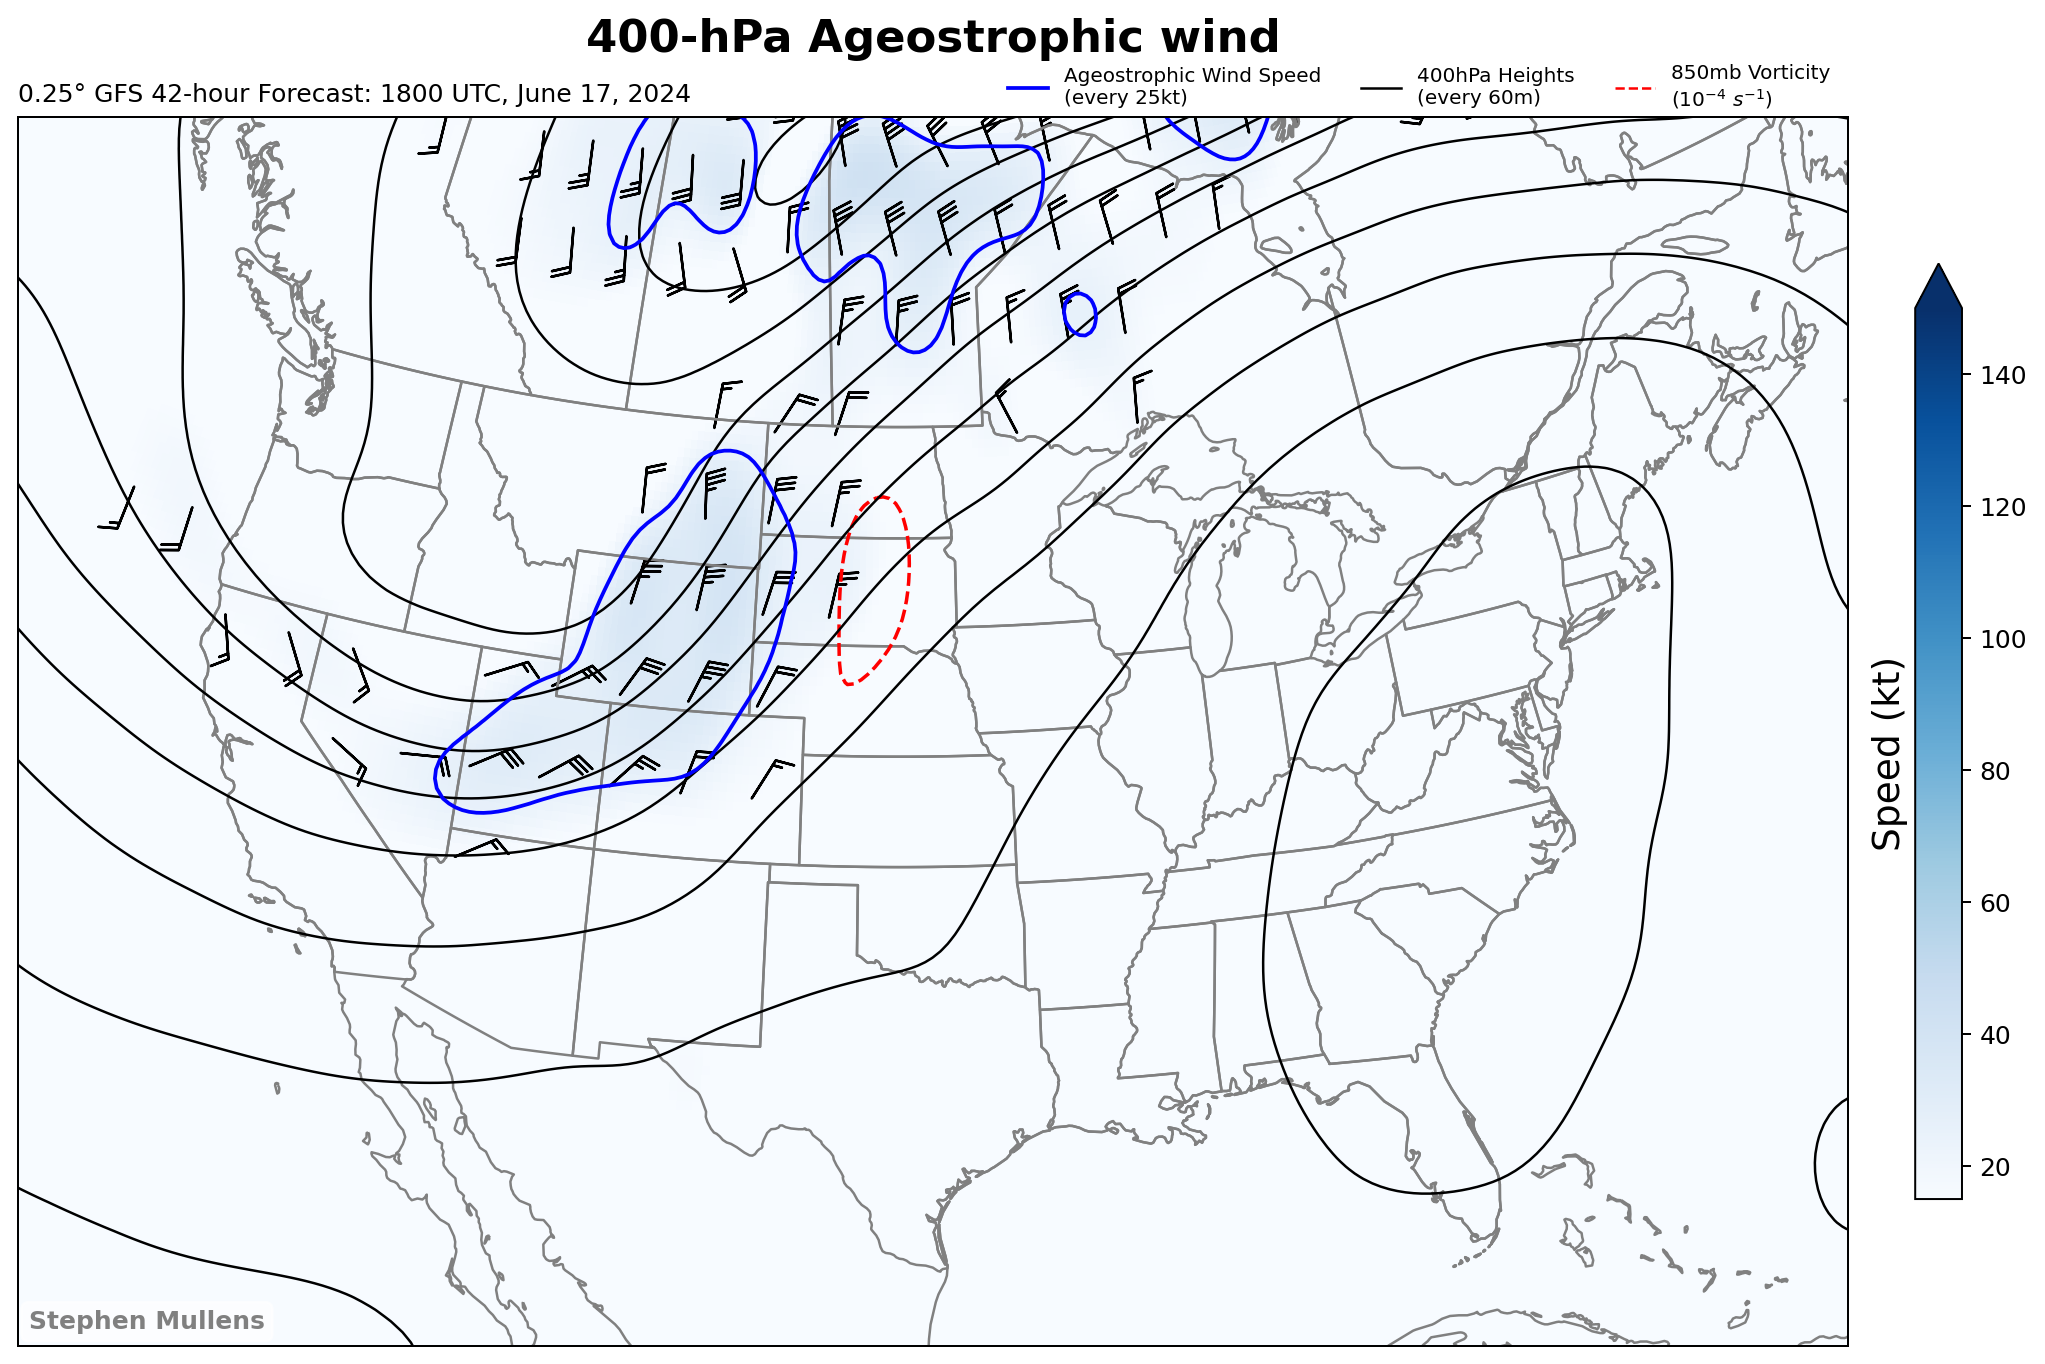 400-hPa Ageostrophic wind
0.25° GFS 42-hour Forecast: 1800 UTC, June 17, 2024
Ageostrophic Wind Speed
(every 25kt)
400hPa Heights
(every 60m)
850mb Vorticity
(10⁻⁴ s⁻¹)
140
120
100
80
60
40
20
Speed (kt)
Stephen Mullens